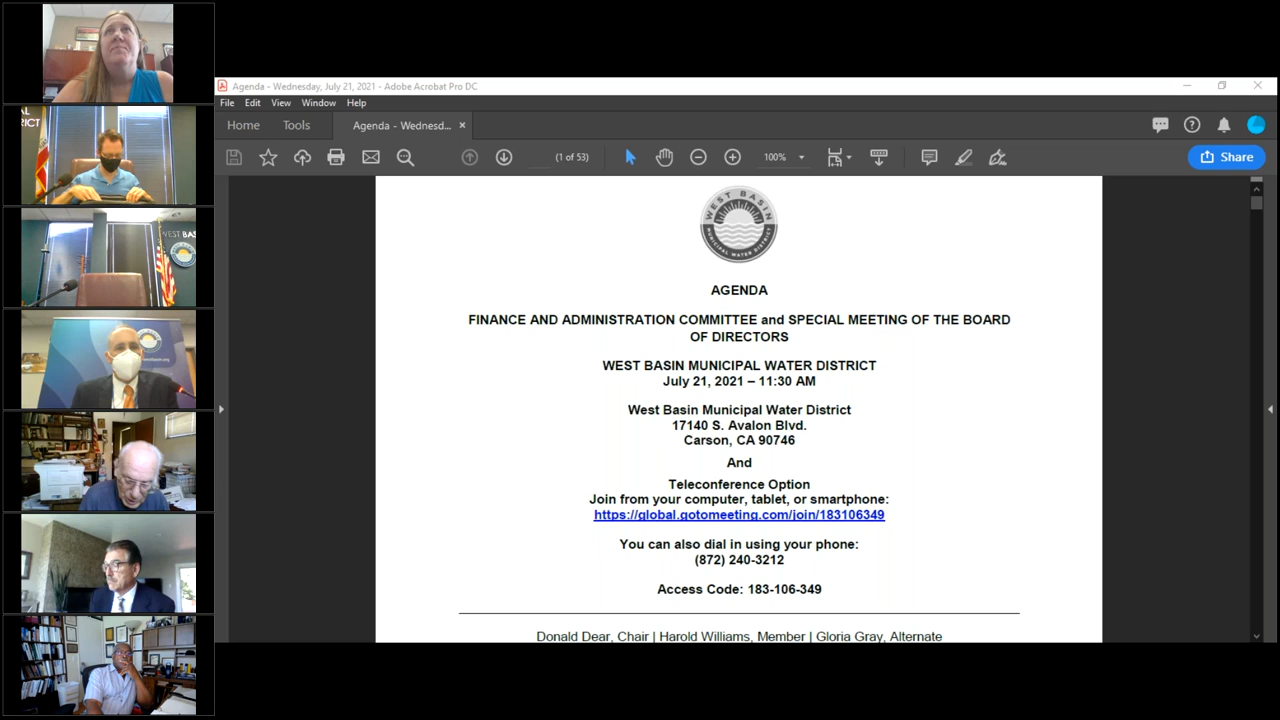 Agenda - Wednesday, July 21, 2021 - Adobe Acrobat Pro DC
File Edit View Window Help
Home Tools Agenda - Wednesd... ×
(1 of 53) 100% Share
WEST BASIN
MUNICIPAL WATER DISTRICT
AGENDA
FINANCE AND ADMINISTRATION COMMITTEE and SPECIAL MEETING OF THE BOARD
OF DIRECTORS
WEST BASIN MUNICIPAL WATER DISTRICT
July 21, 2021 – 11:30 AM
West Basin Municipal Water District
17140 S. Avalon Blvd.
Carson, CA 90746
And
Teleconference Option
Join from your computer, tablet, or smartphone:
https://global.gotomeeting.com/join/183106349
You can also dial in using your phone:
(872) 240-3212
Access Code: 183-106-349
Donald Dear, Chair | Harold Williams, Member | Gloria Gray, Alternate